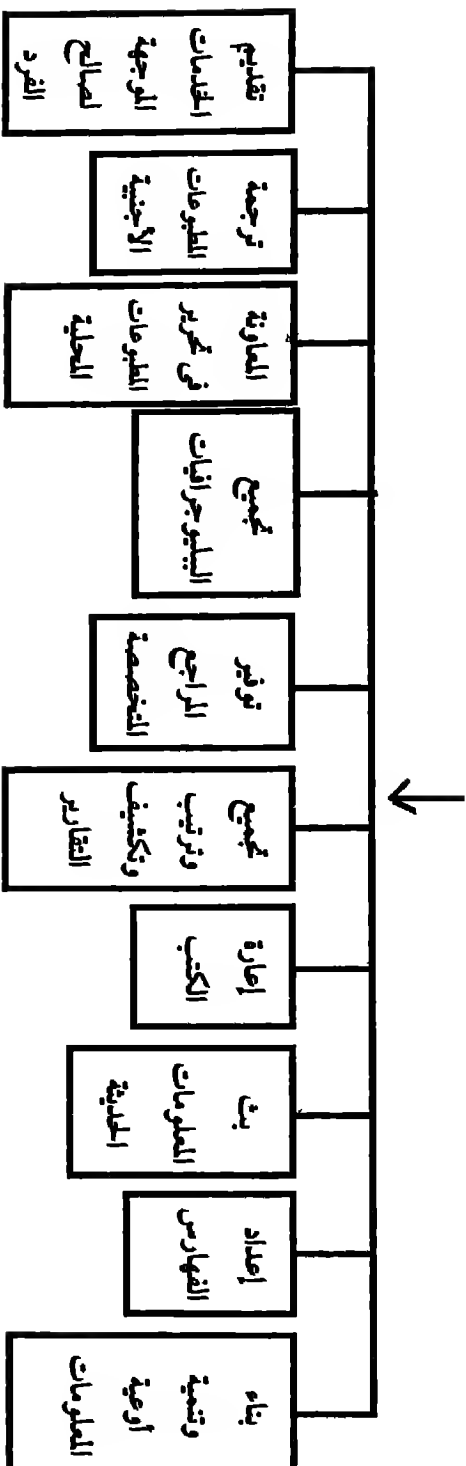 بناء
وتنمية
أوعية
المعلومات
إعداد
الفهارس
بث
المعلومات
الحديثة
إعارة
الكتب
تجميع
وترتيب
وتكشيف
التقارير
توفير
المراجع
المتخصصة
تجميع
الببليوجرافيات
المعاونة
فى تحرير
المطبوعات
المحلية
ترجمة
المطبوعات
الأجنبية
تقديم
الخدمات
الموجهة
لصالح
الفرد